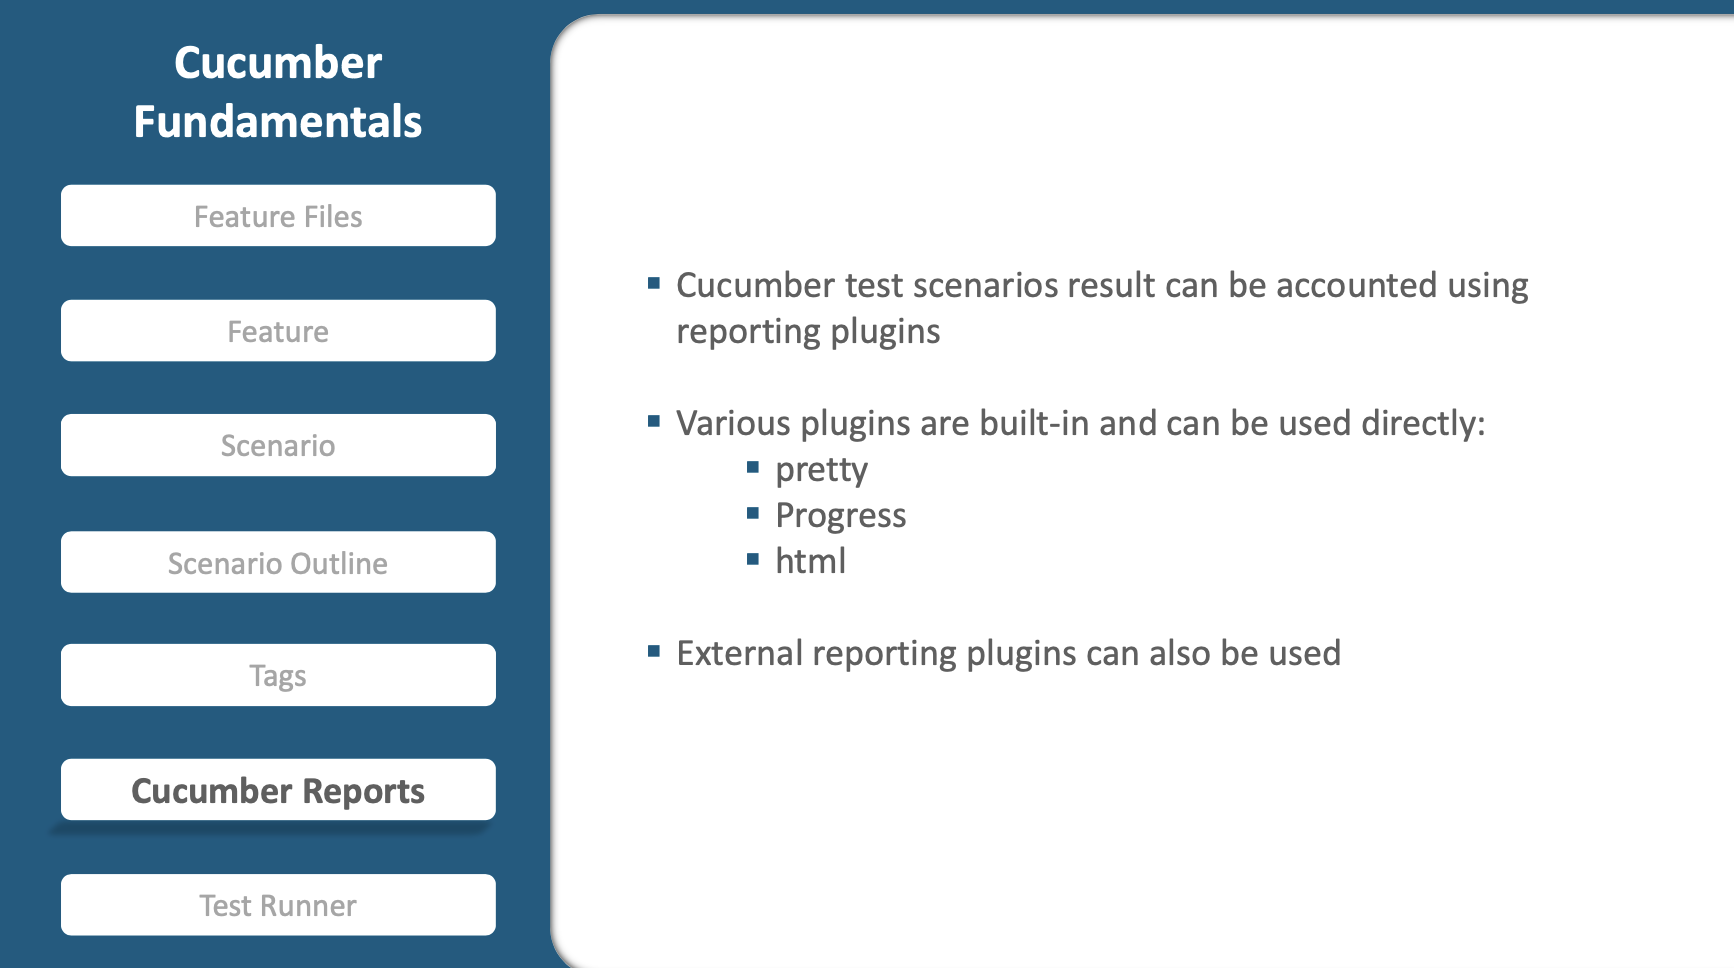 Cucumber
Fundamentals
Feature Files
Feature
Scenario
Scenario Outline
Tags
Cucumber Reports
Test Runner
▪ Cucumber test scenarios result can be accounted using
reporting plugins
▪ Various plugins are built-in and can be used directly:
▪ pretty
▪ Progress
▪ html
▪ External reporting plugins can also be used